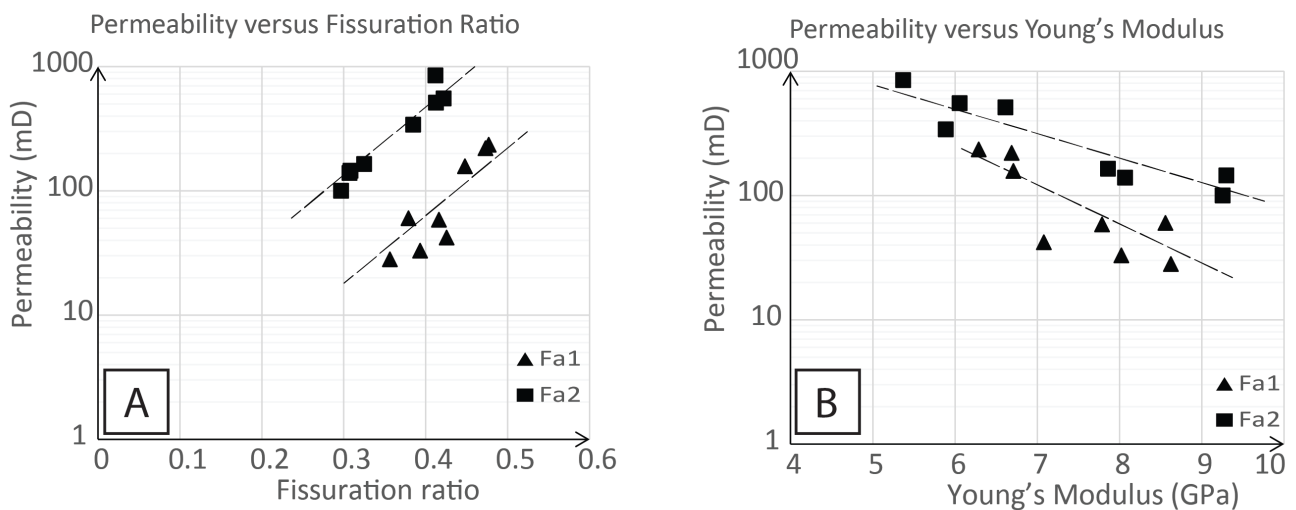 Permeability versus Fissuration Ratio
1000
100
10
1
Permeability (mD)
0 0.1 0.2 0.3 0.4 0.5 0.6
Fissuration ratio
Fa1
Fa2
A
Permeability versus Young’s Modulus
1000
100
10
1
Permeability (mD)
4 5 6 7 8 9 10
Young’s Modulus (GPa)
Fa1
Fa2
B